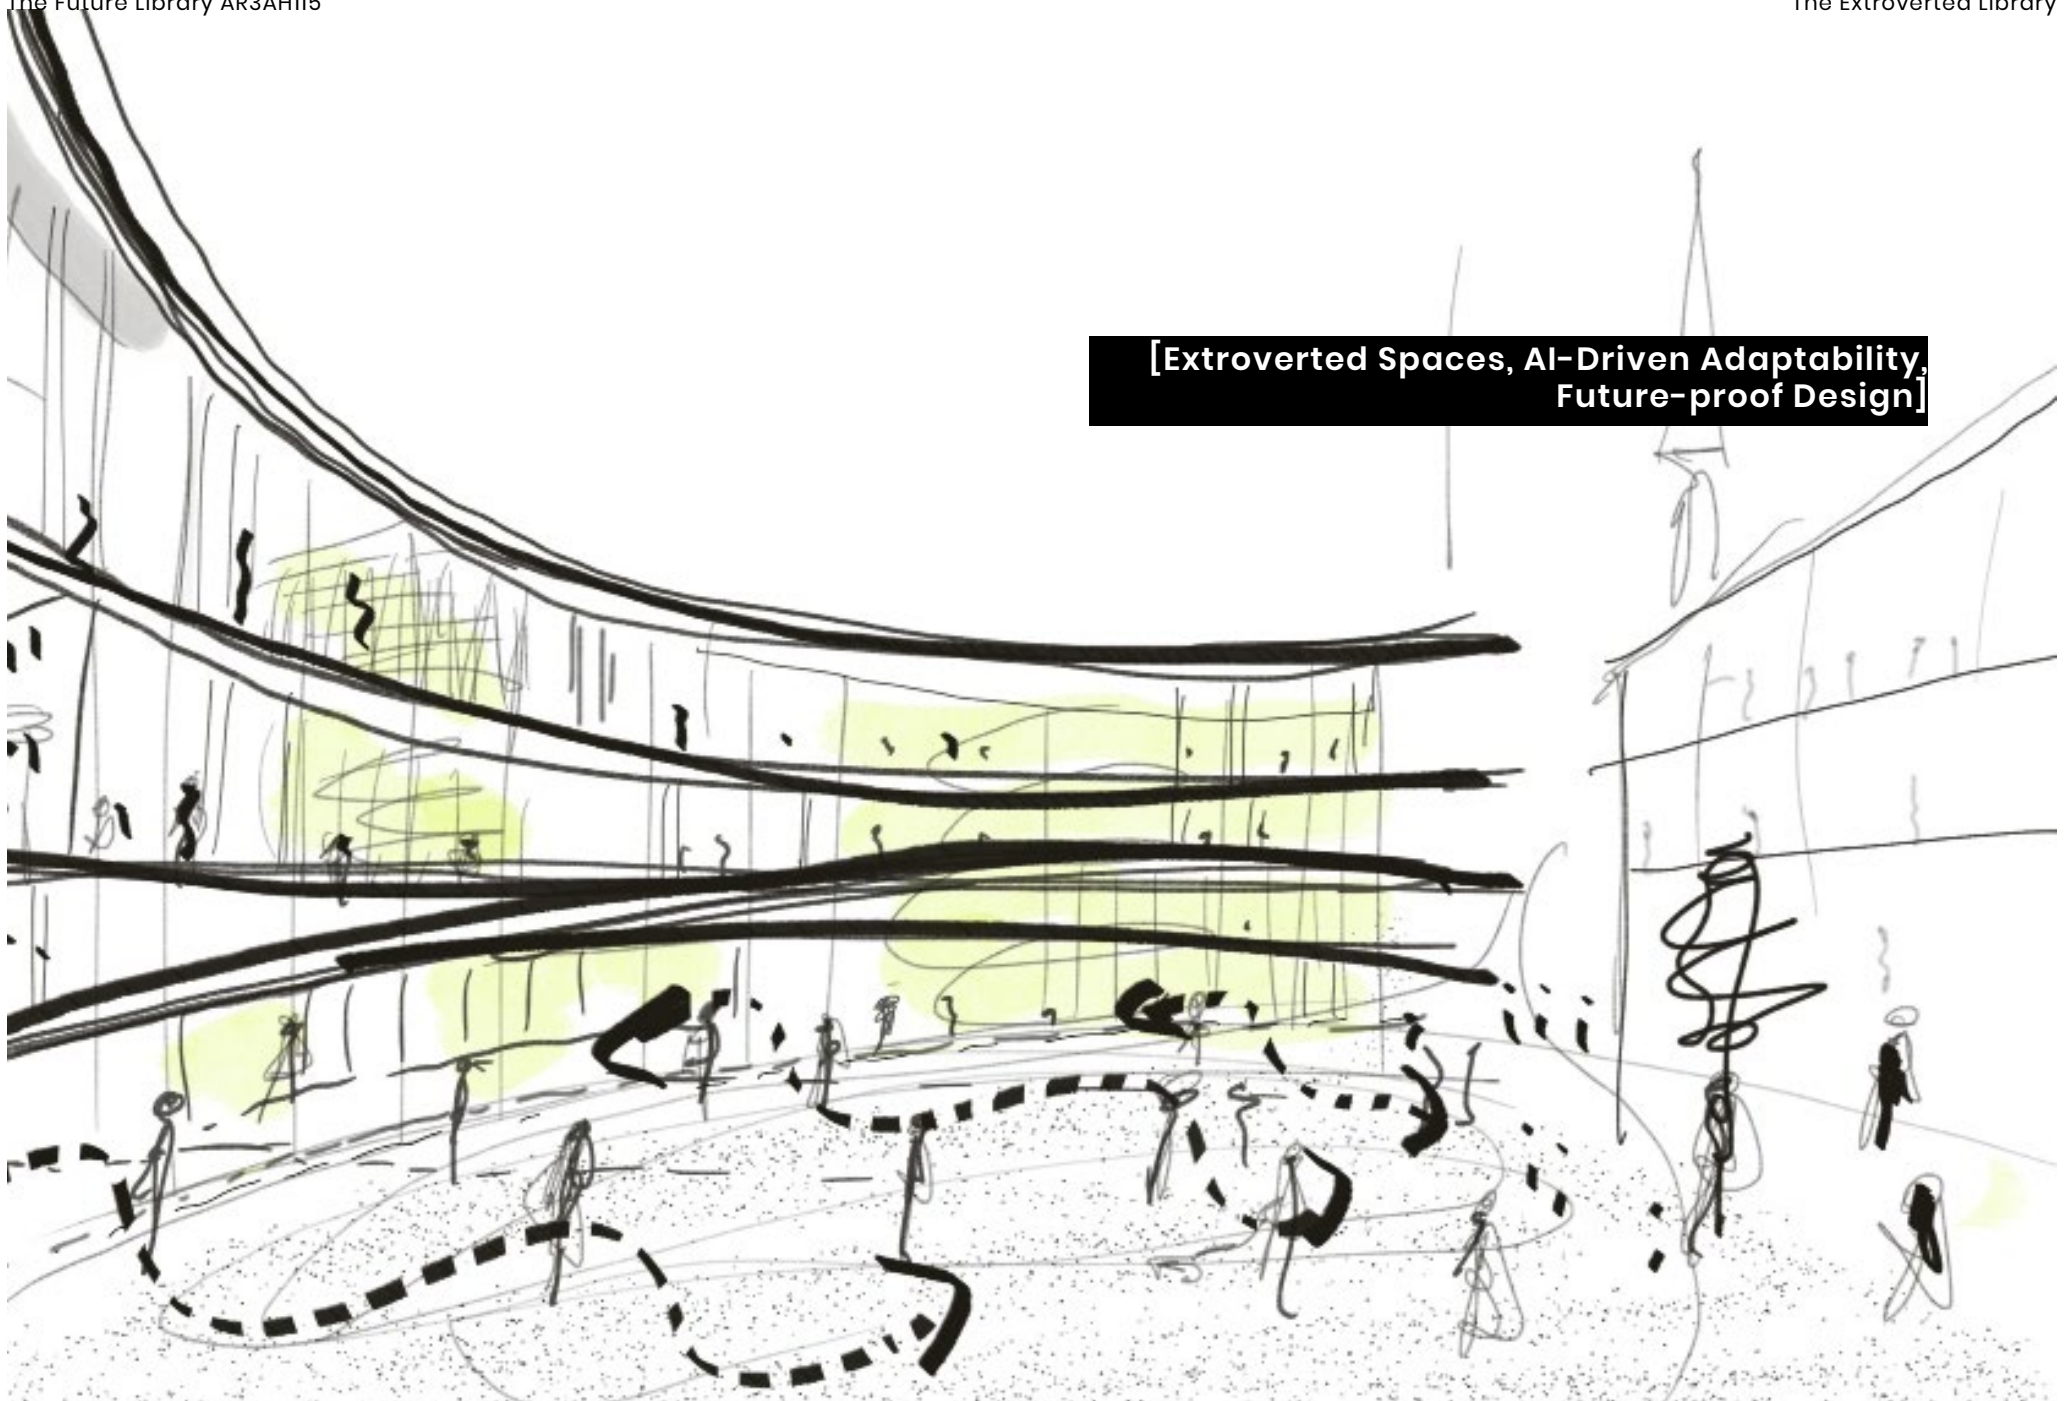 The Future Library AR3AH115
The Extroverted Library
[Extroverted Spaces, AI-Driven Adaptability,
Future-proof Design]